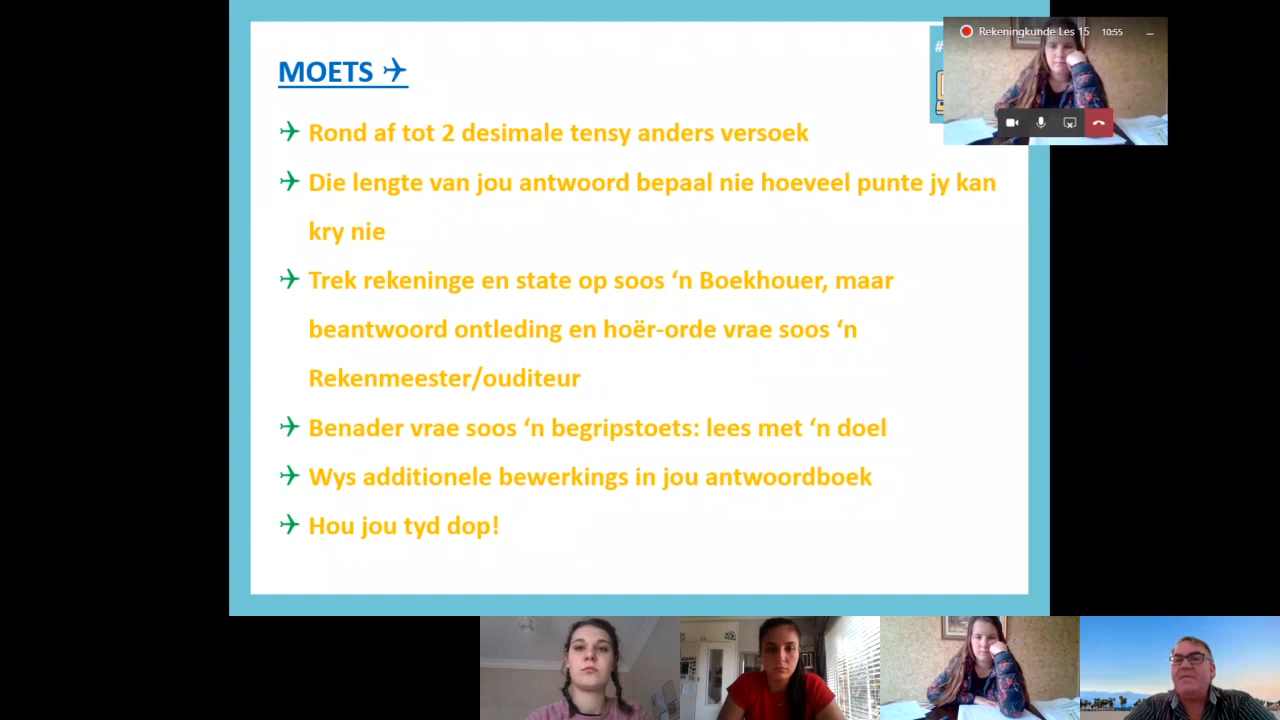 MOETS ✈
Rond af tot 2 desimale tensy anders versoek
Die lengte van jou antwoord bepaal nie hoeveel punte jy kan
kry nie
Trek rekeninge en state op soos ‘n Boekhouer, maar
beantwoord ontleding en hoër-orde vrae soos ‘n
Rekenmeester/ouditeur
Benader vrae soos ‘n begripstoets: lees met ‘n doel
Wys additionele bewerkings in jou antwoordboek
Hou jou tyd dop!
#
Rekeningkunde Les 15 10:55